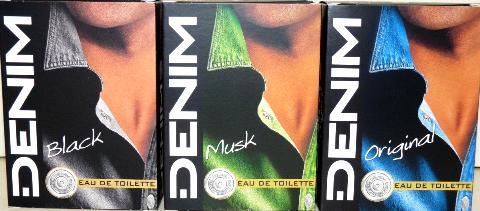 DENIM
Black
EAU DE TOILETTE
DENIM
Musk
EAU DE TOILETTE
DENIM
Original
EAU DE TOILETTE